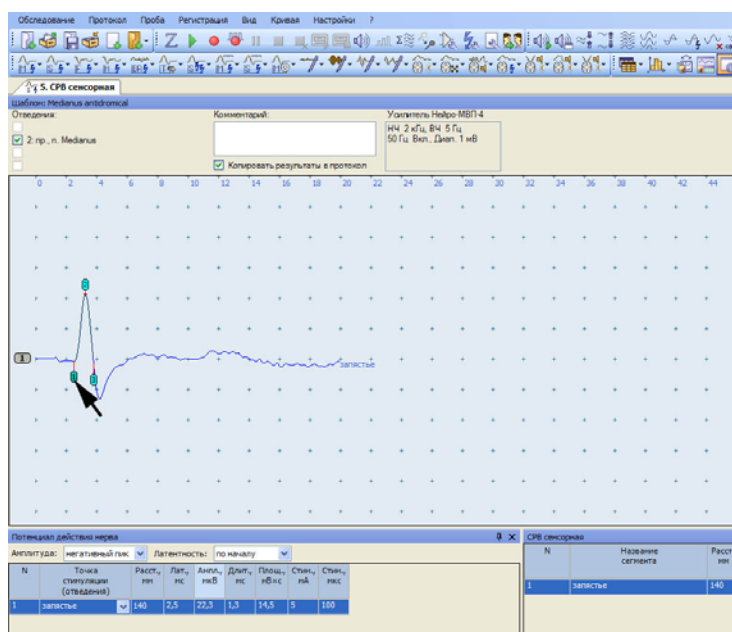 Обследование Протокол Проба Регистрация Вид Кривая Настройки ?
5. СРВ сенсорная
Шаблон: Medianus antidromical
Отведения: Комментарий: Усилитель Нейро-МВП-4
2: пр., n. Medianus
НЧ 2 кГц, ВЧ 5 Гц
50 Гц Вкл., Диап. 1 мВ
Копировать результаты в протокол
0 2 4 6 8 10 12 14 16 18 20 22 24 26 28 30 32 34 36 38 40 42 44
2
1 запястье
1 3
Потенциал действия нерва СРВ сенсорная
Амплитуда: негативный пик Латентность: по началу
N Точка стимуляции (отведения) Расст., мм Лат., мс Ампл., мкВ Длит., мс Площ., нВ×с Стим., мА Стим., мкс
1 запястье 140 2,5 22,3 1,3 14,5 5 100
N Название сегмента Расст мм
1 запястье 140